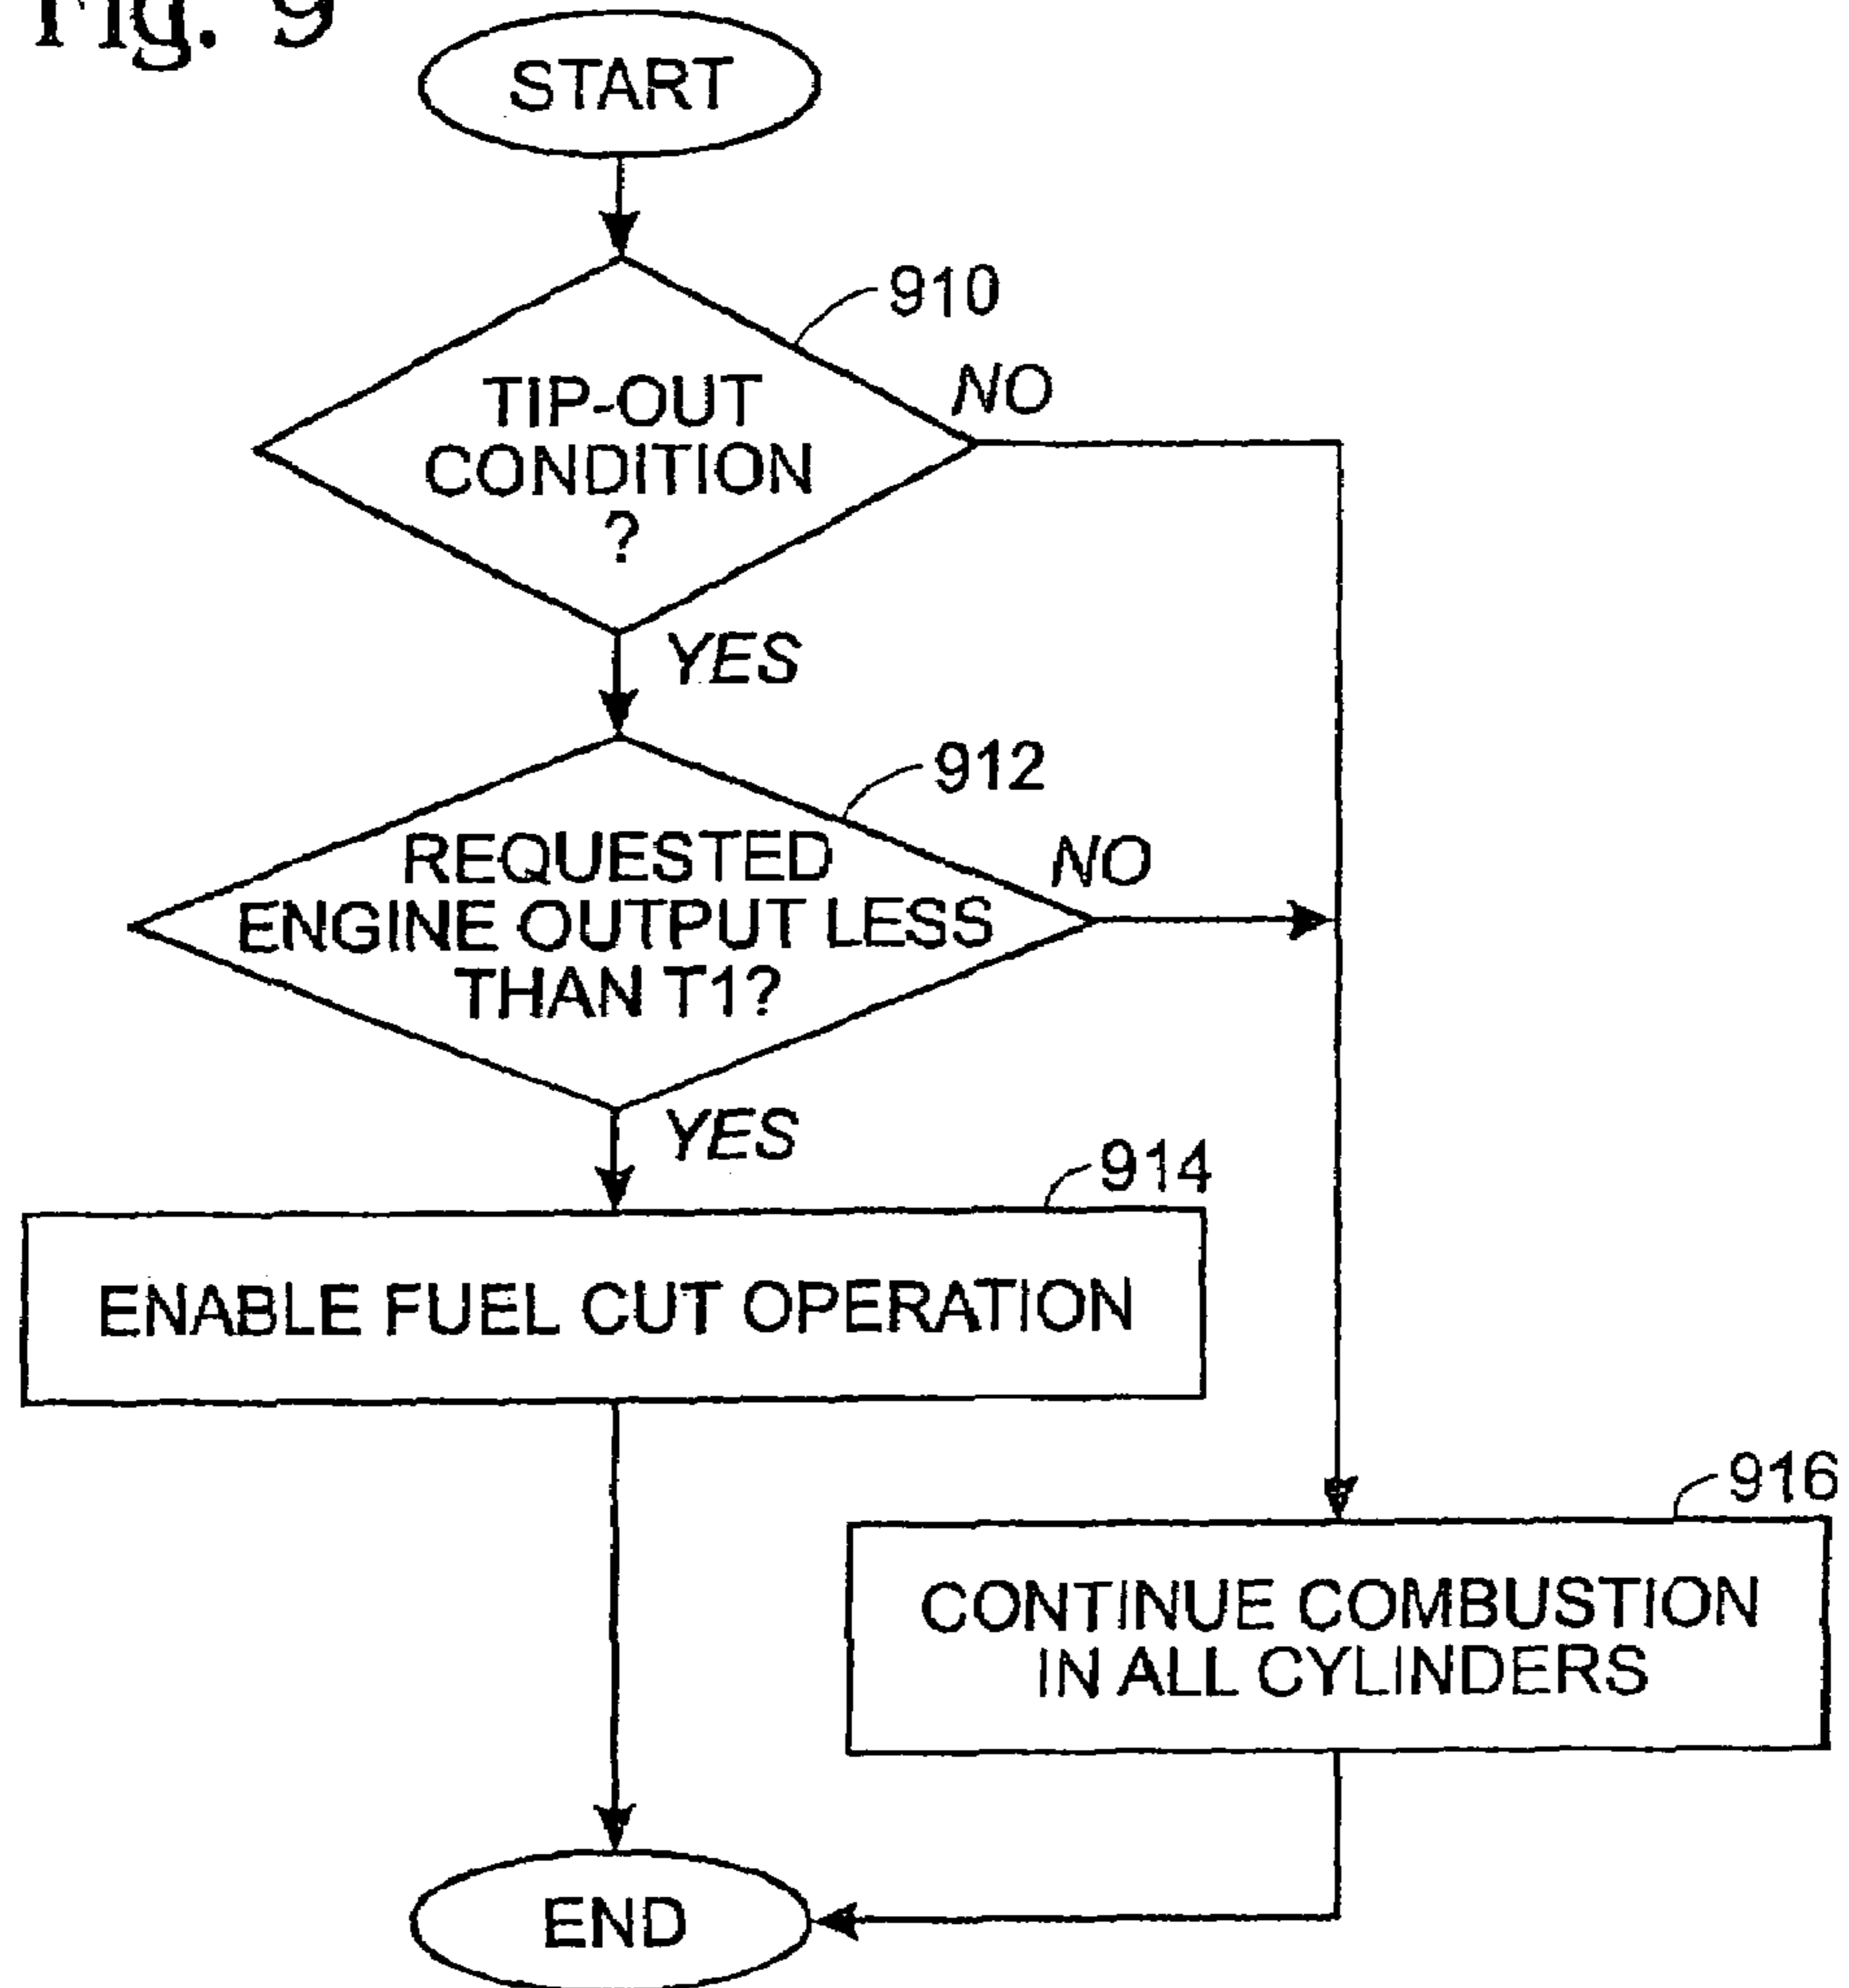 Fig. 9
START
910
TIP-OUT
CONDITION
?
NO
YES
912
REQUESTED
ENGINE OUTPUT LESS
THAN T1?
NO
YES
914
ENABLE FUEL CUT OPERATION
916
CONTINUE COMBUSTION
IN ALL CYLINDERS
END